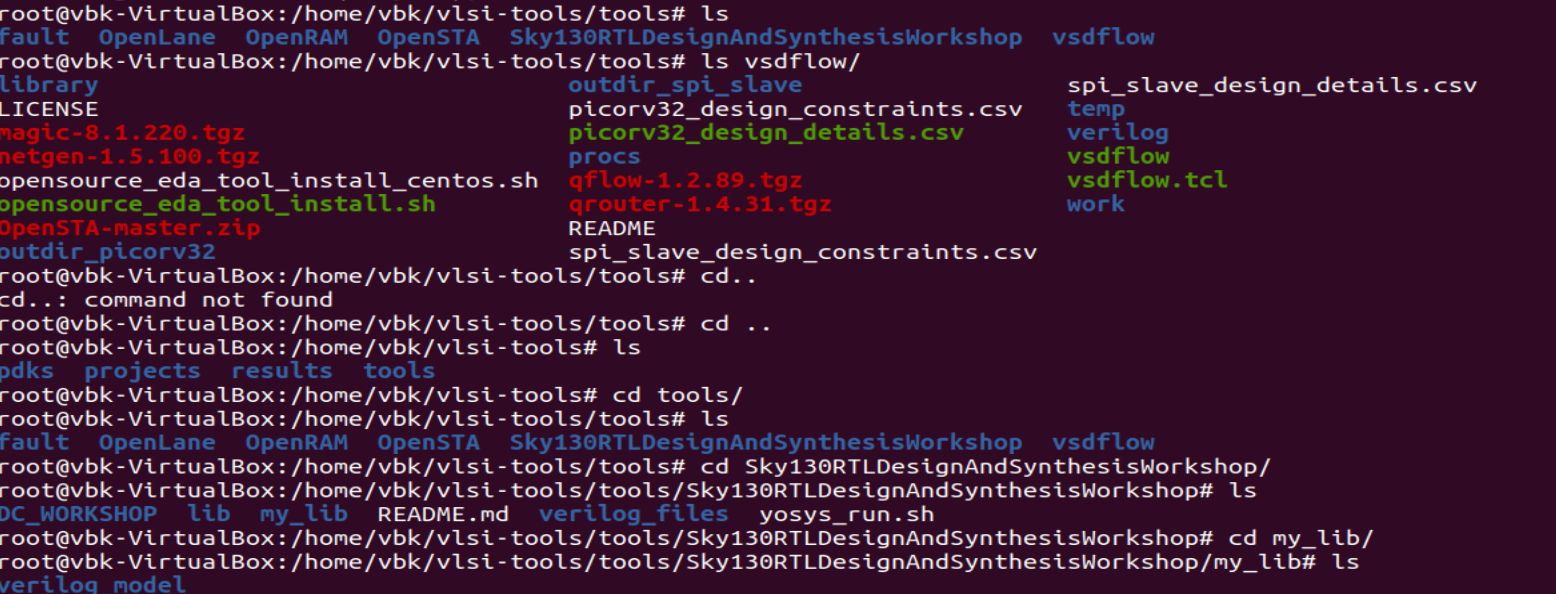 root@vbk-VirtualBox:/home/vbk/vlsi-tools/tools# ls
fault OpenLane OpenRAM OpenSTA Sky130RTLDesignAndSynthesisWorkshop vsdflow
root@vbk-VirtualBox:/home/vbk/vlsi-tools/tools# ls vsdflow/
library outdir_spi_slave spi_slave_design_details.csv
LICENSE picorv32_design_constraints.csv temp
magic-8.1.220.tgz picorv32_design_details.csv verilog
netgen-1.5.100.tgz procs vsdflow
opensource_eda_tool_install_centos.sh qflow-1.2.89.tgz vsdflow.tcl
opensource_eda_tool_install.sh qrouter-1.4.31.tgz work
OpenSTA-master.zip README
outdir_picorv32 spi_slave_design_constraints.csv
root@vbk-VirtualBox:/home/vbk/vlsi-tools/tools# cd..
cd..: command not found
root@vbk-VirtualBox:/home/vbk/vlsi-tools/tools# cd ..
root@vbk-VirtualBox:/home/vbk/vlsi-tools# ls
pdks projects results tools
root@vbk-VirtualBox:/home/vbk/vlsi-tools# cd tools/
root@vbk-VirtualBox:/home/vbk/vlsi-tools/tools# ls
fault OpenLane OpenRAM OpenSTA Sky130RTLDesignAndSynthesisWorkshop vsdflow
root@vbk-VirtualBox:/home/vbk/vlsi-tools/tools# cd Sky130RTLDesignAndSynthesisWorkshop/
root@vbk-VirtualBox:/home/vbk/vlsi-tools/tools/Sky130RTLDesignAndSynthesisWorkshop# ls
DC_WORKSHOP lib my_lib README.md verilog_files yosys_run.sh
root@vbk-VirtualBox:/home/vbk/vlsi-tools/tools/Sky130RTLDesignAndSynthesisWorkshop# cd my_lib/
root@vbk-VirtualBox:/home/vbk/vlsi-tools/tools/Sky130RTLDesignAndSynthesisWorkshop/my_lib# ls
verilog_model